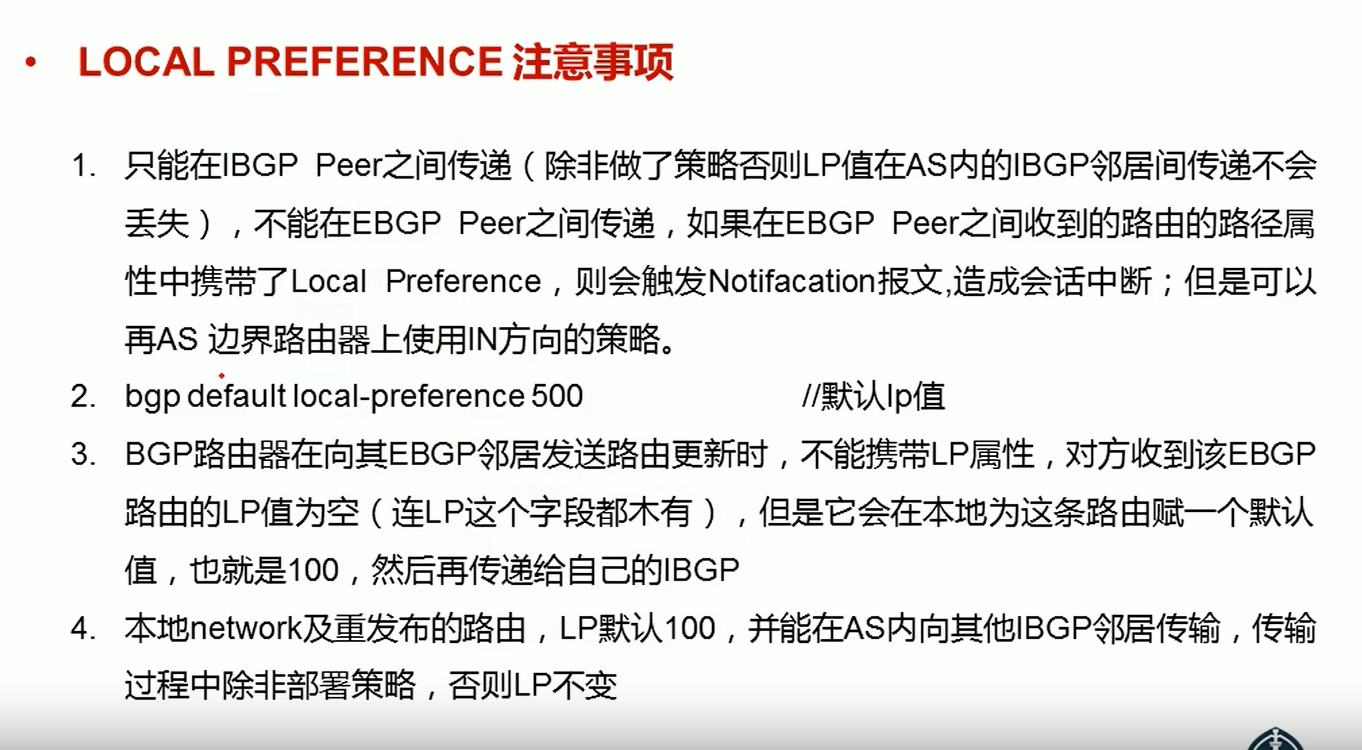 • LOCAL PREFERENCE 注意事项
1. 只能在IBGP Peer之间传递（除非做了策略否则LP值在AS内的IBGP邻居间传递不会
丢失），不能在EBGP Peer之间传递，如果在EBGP Peer之间收到的路由的路径属
性中携带了Local Preference，则会触发Notifacation报文,造成会话中断；但是可以
再AS 边界路由器上使用IN方向的策略。
2. bgp default local-preference 500 //默认lp值
3. BGP路由器在向其EBGP邻居发送路由更新时，不能携带LP属性，对方收到该EBGP
路由的LP值为空（连LP这个字段都木有），但是它会在本地为这条路由赋一个默认
值，也就是100，然后再传递给自己的IBGP
4. 本地network及重发布的路由，LP默认100，并能在AS内向其他IBGP邻居传输，传输
过程中除非部署策略，否则LP不变